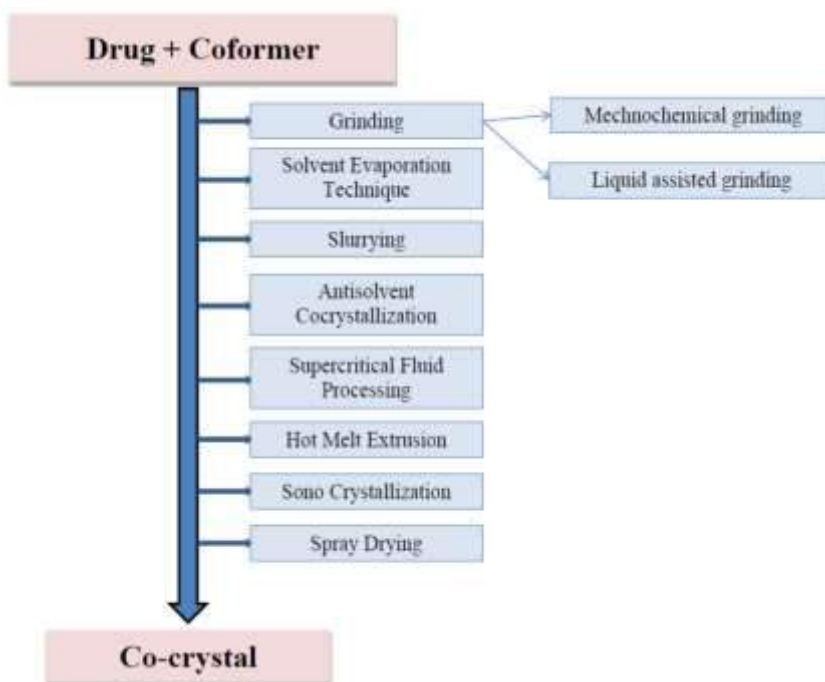 Drug + Coformer
Grinding
Mechnochemical grinding
Liquid assisted grinding
Solvent Evaporation
Technique
Slurrying
Antisolvent
Cocrystallization
Supercritical Fluid
Processing
Hot Melt Extrusion
Sono Crystallization
Spray Drying
Co-crystal